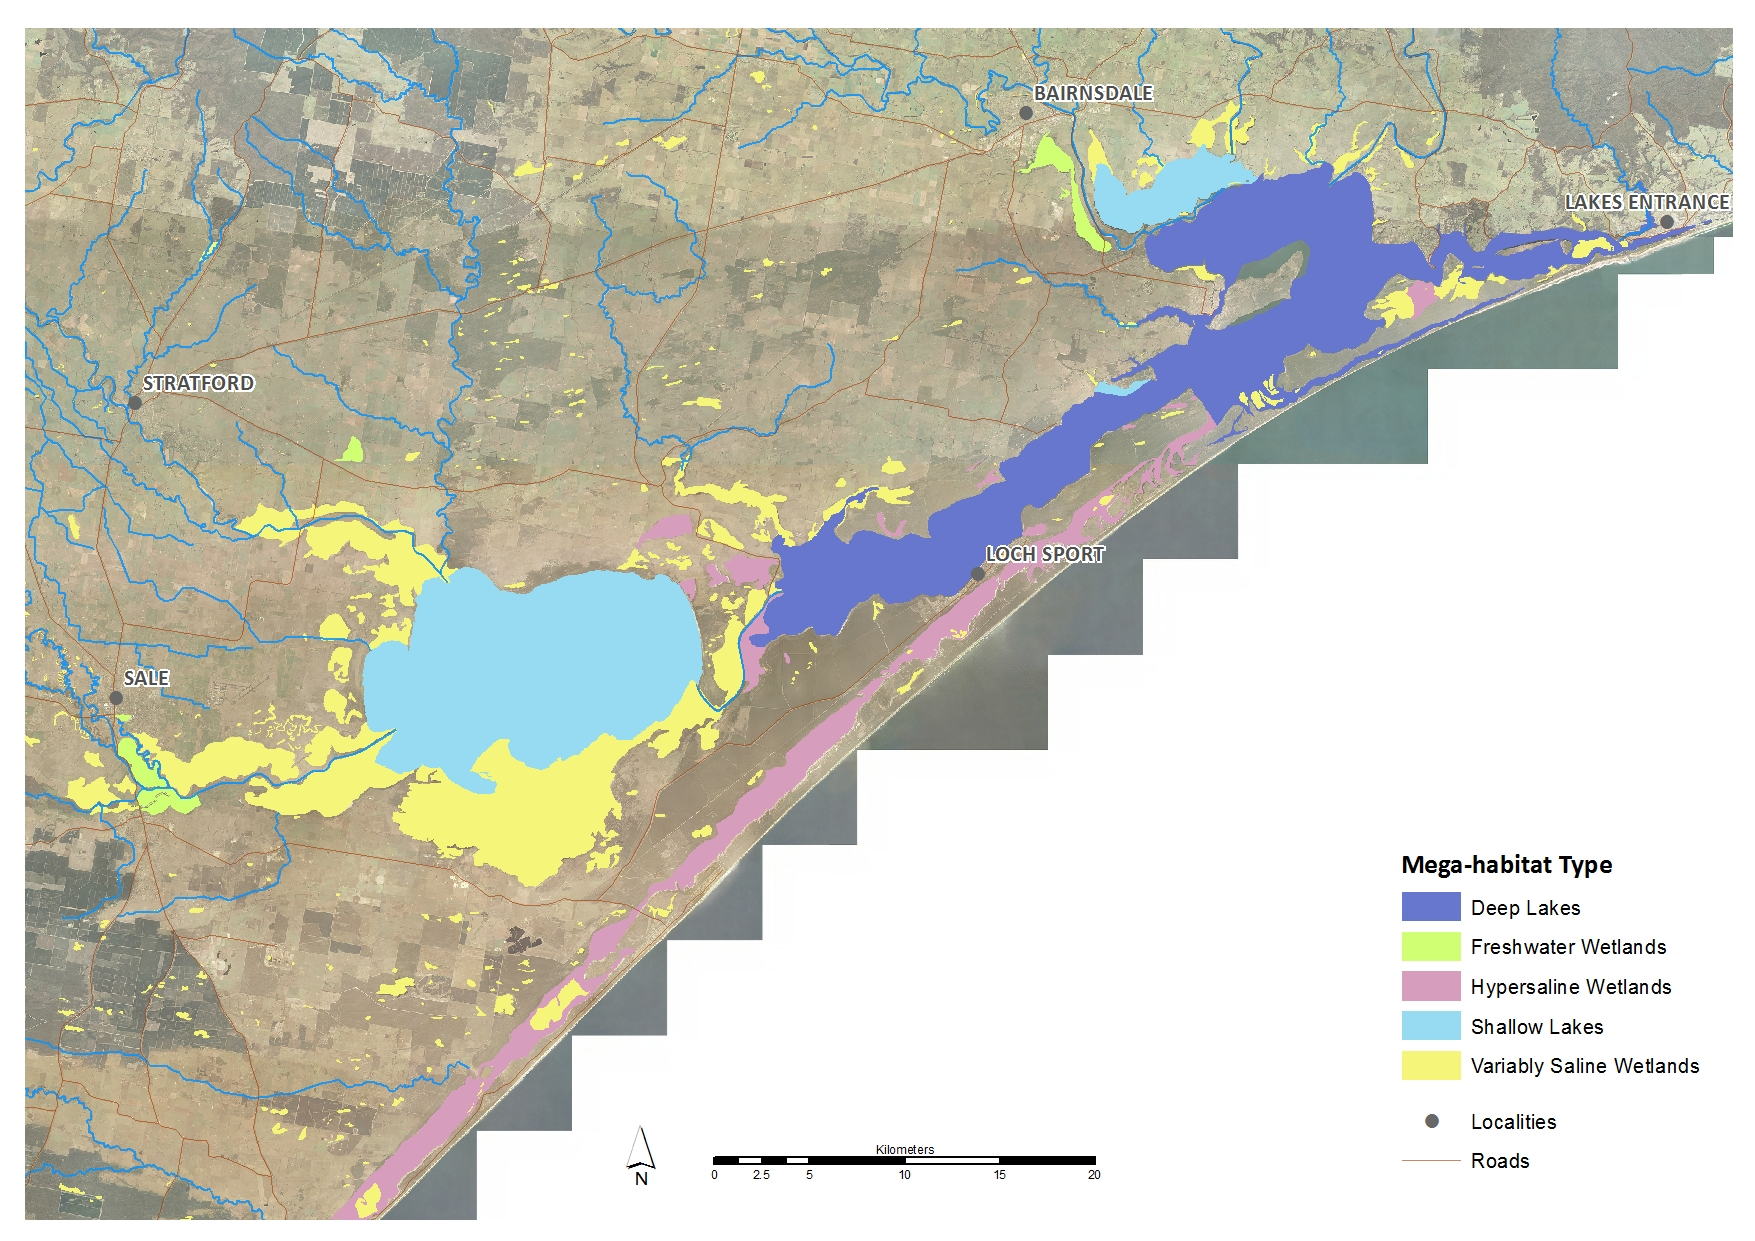 BAIRNSDALE
LAKES ENTRANCE
STRATFORD
LOCH SPORT
SALE
Mega-habitat Type
Deep Lakes
Freshwater Wetlands
Hypersaline Wetlands
Shallow Lakes
Variably Saline Wetlands
Localities
Roads
Kilometers
0 2.5 5 10 15 20
N